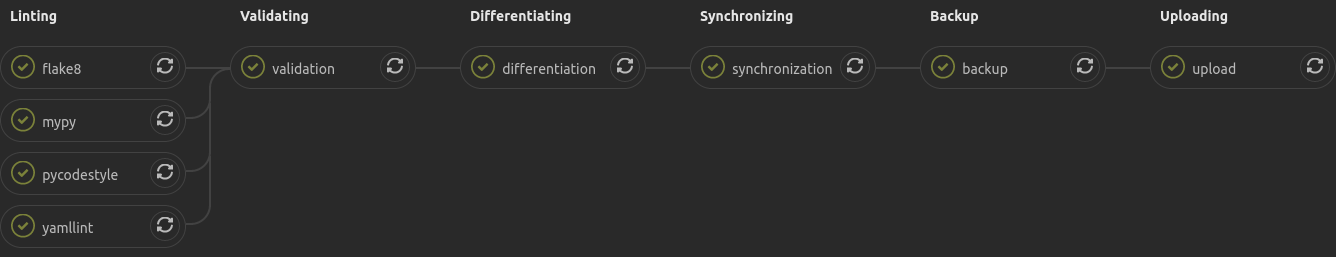 Linting Validating Differentiating Synchronizing Backup Uploading
flake8 validation differentiation synchronization backup upload
mypy
pycodestyle
yamllint